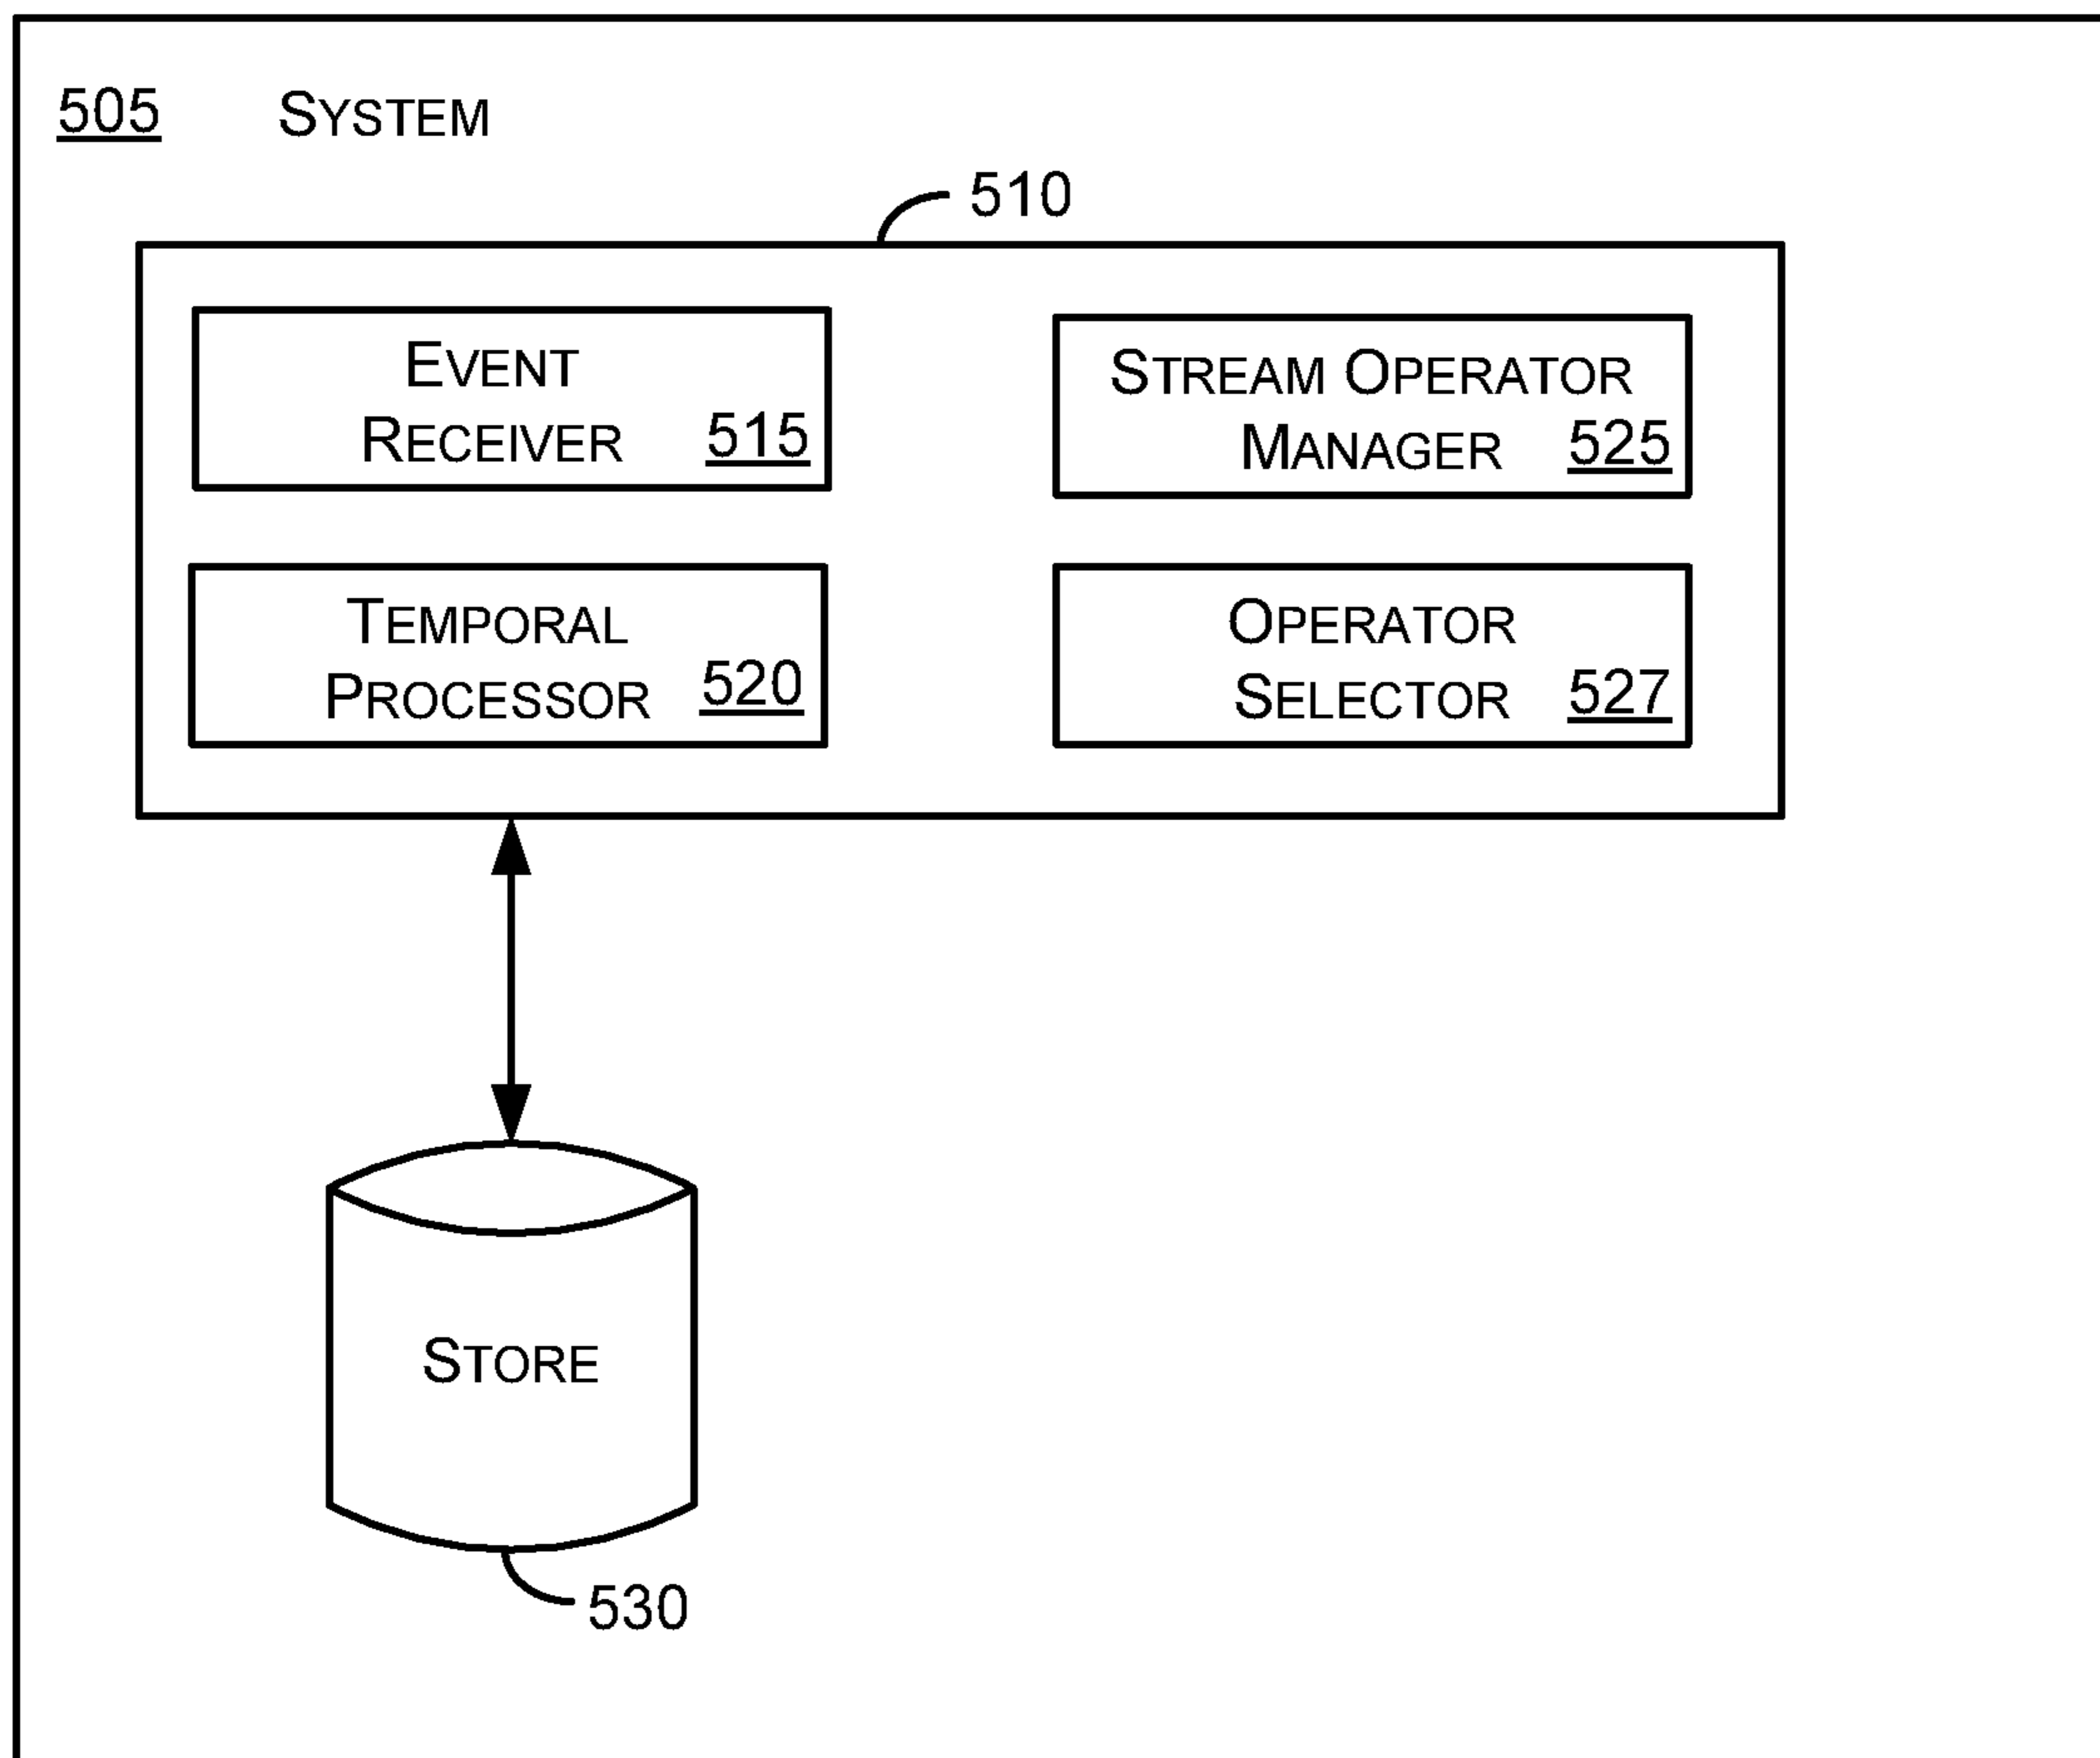 505 SYSTEM
510
EVENT
RECEIVER 515
STREAM OPERATOR
MANAGER 525
TEMPORAL
PROCESSOR 520
OPERATOR
SELECTOR 527
STORE
530